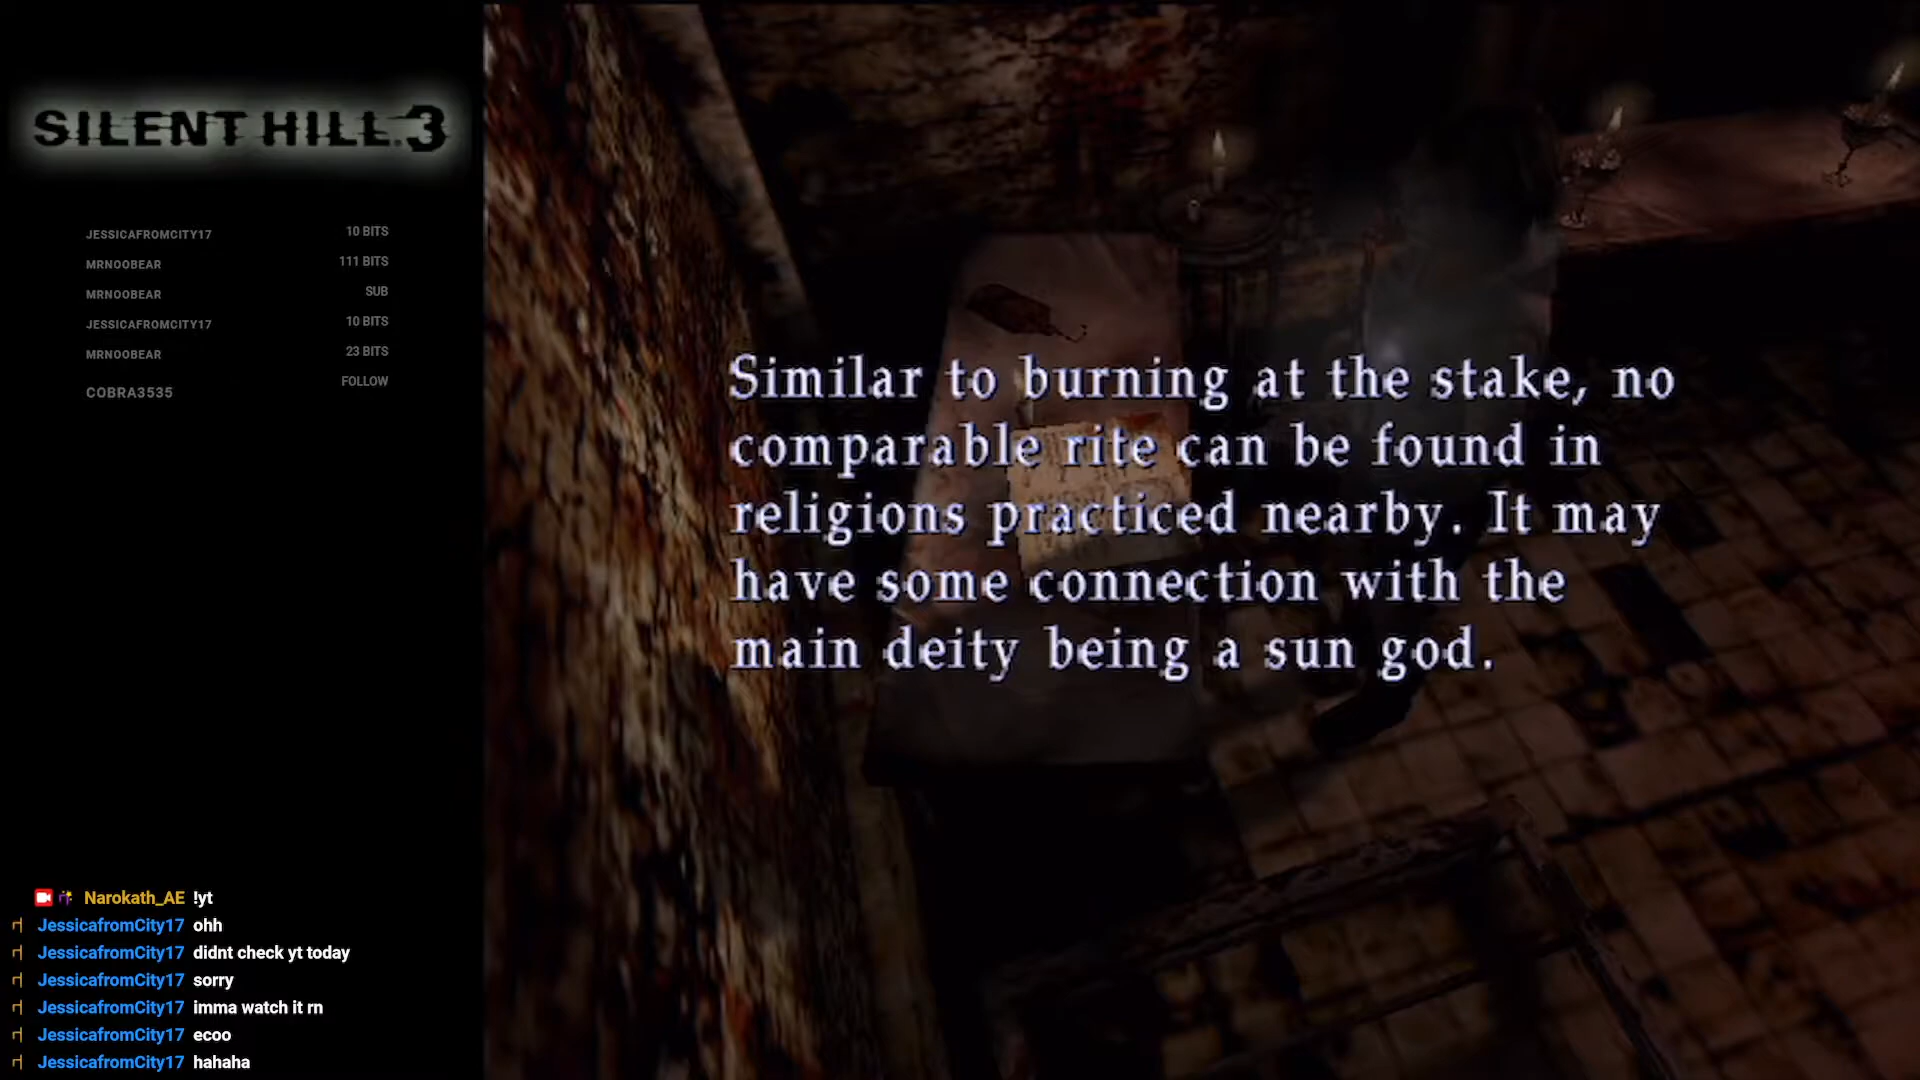 SILENT HILL 3
JESSICAFROMCITY17 10 BITS
MRNOOBEAR 111 BITS
MRNOOBEAR SUB
JESSICAFROMCITY17 10 BITS
MRNOOBEAR 23 BITS
COBRA3535 FOLLOW
Similar to burning at the stake, no
comparable rite can be found in
religions practiced nearby. It may
have some connection with the
main deity being a sun god.
Narokath_AE !yt
JessicafromCity17 ohh
JessicafromCity17 didnt check yt today
JessicafromCity17 sorry
JessicafromCity17 imma watch it rn
JessicafromCity17 ecoo
JessicafromCity17 hahaha